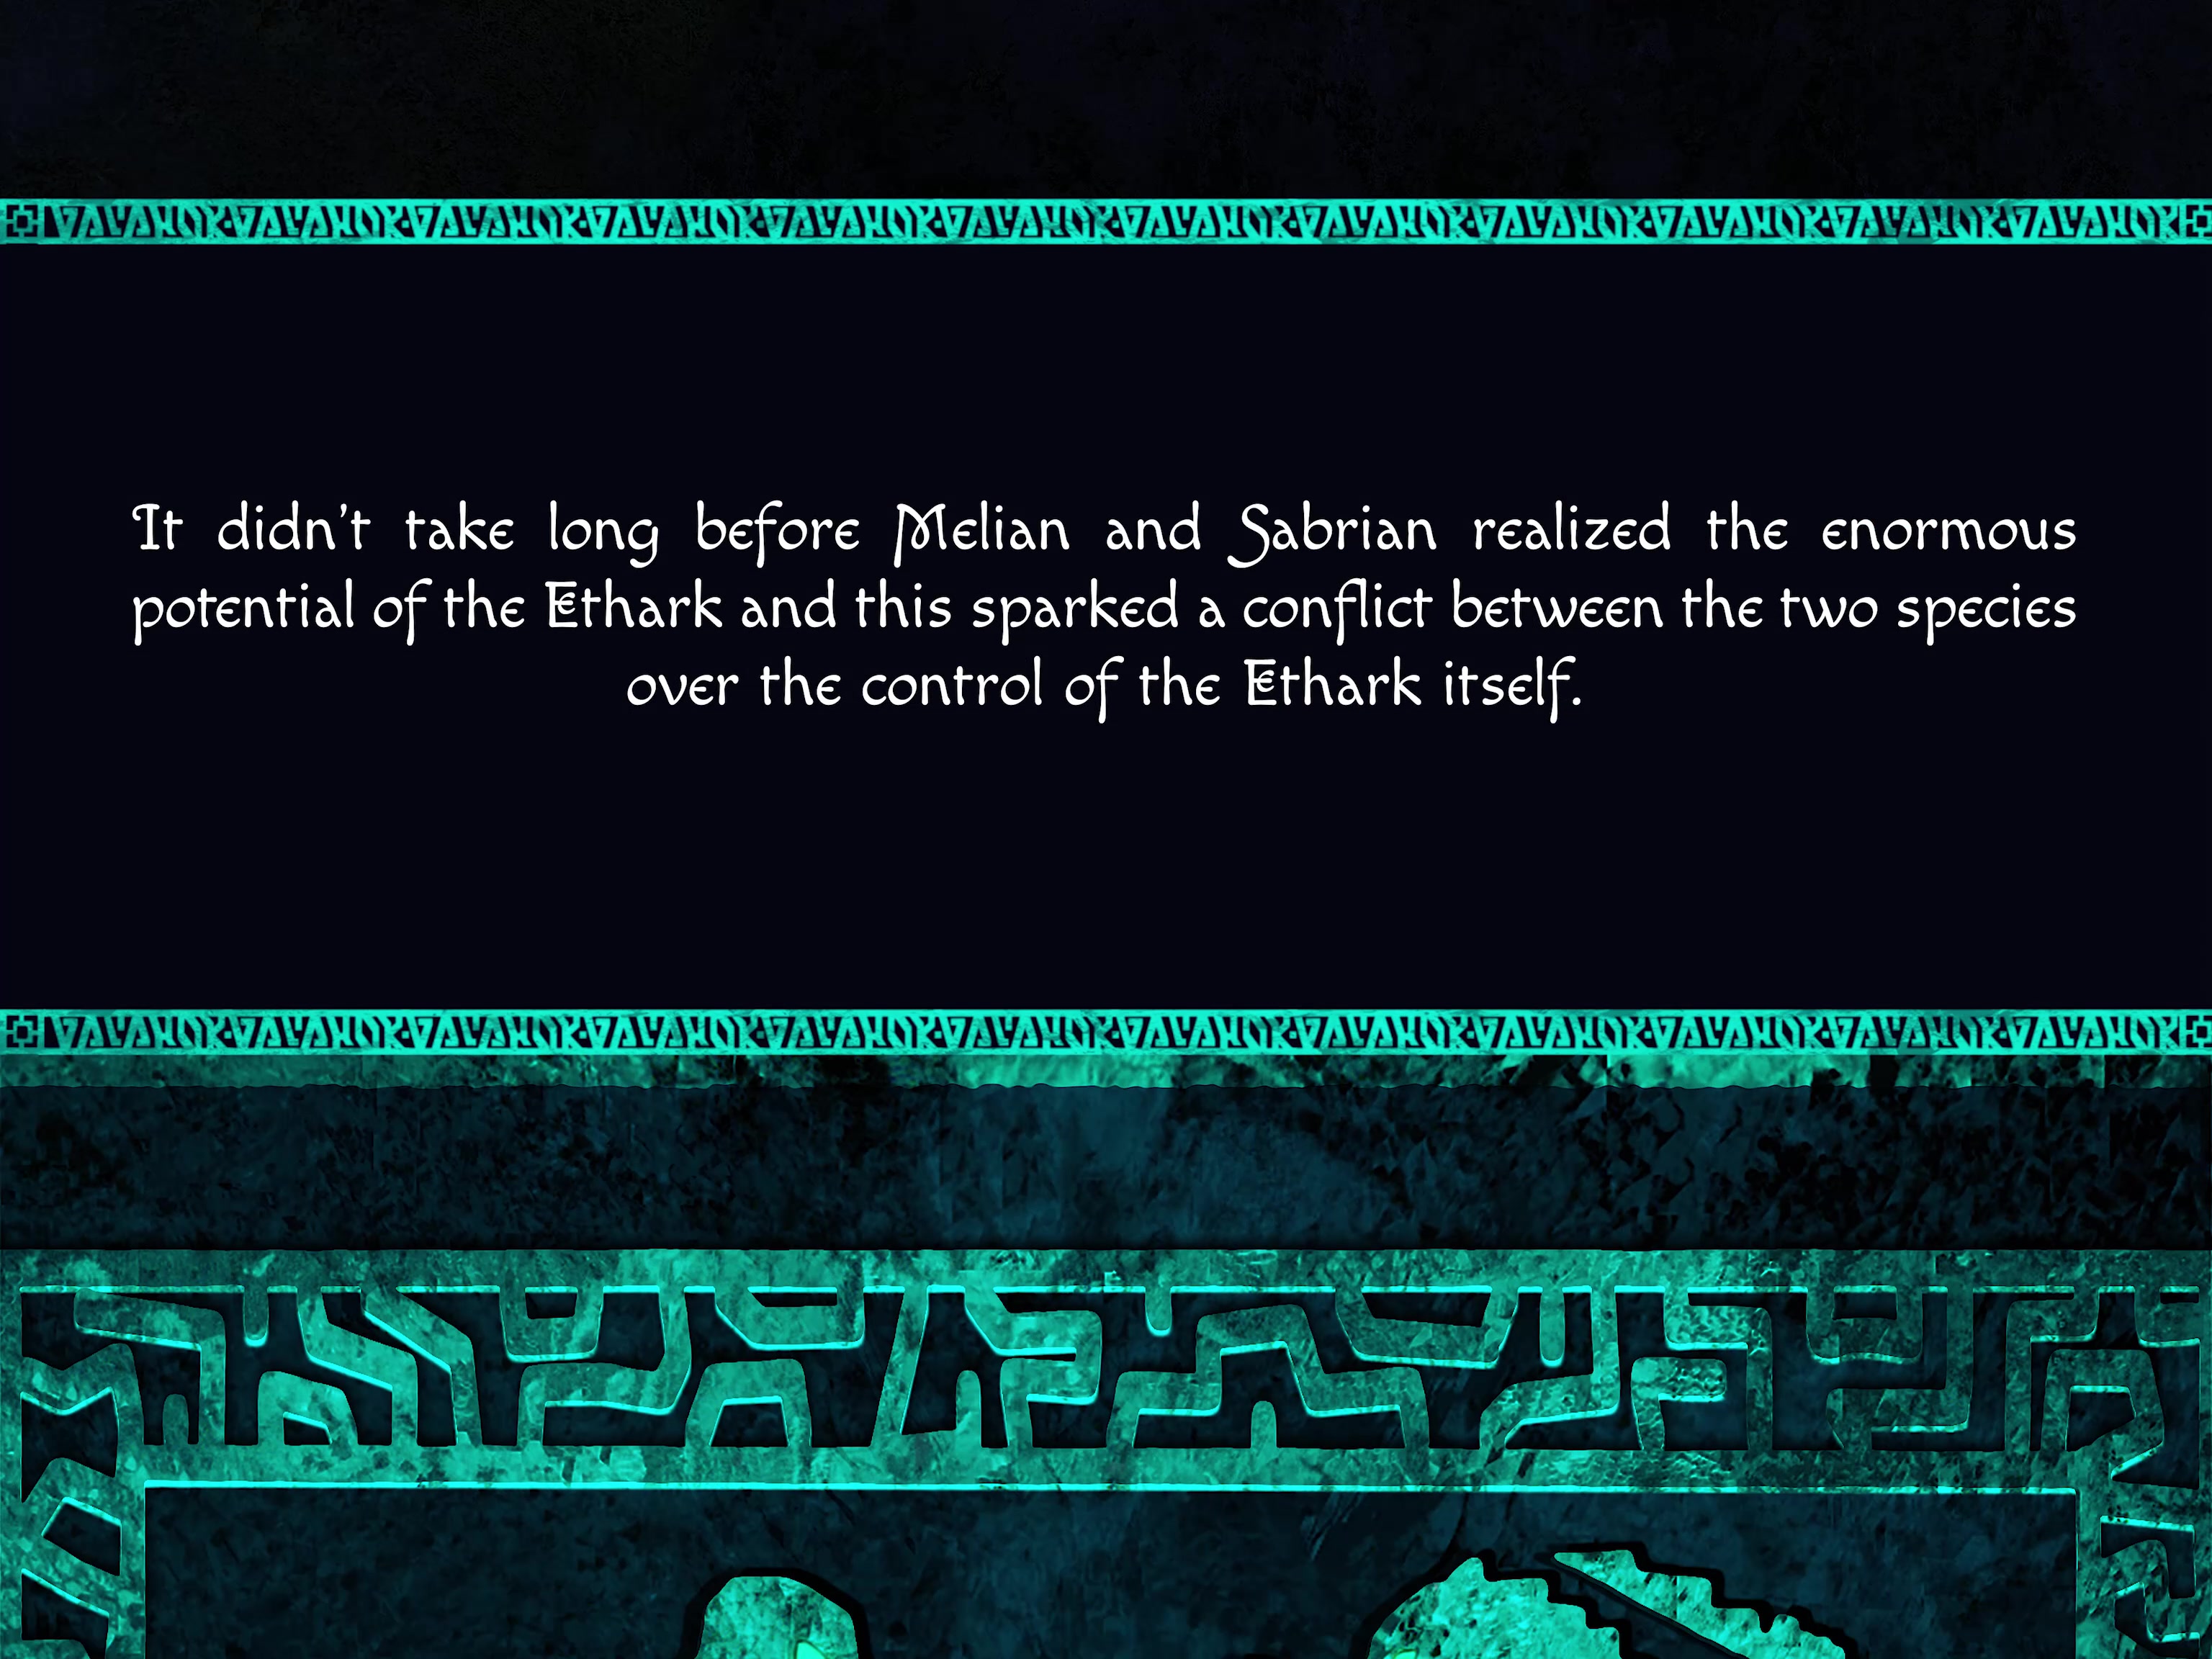 It didn't take long before Melian and Sabrian realized the enormous
potential of the Ethark and this sparked a conflict between the two species
over the control of the Ethark itself.